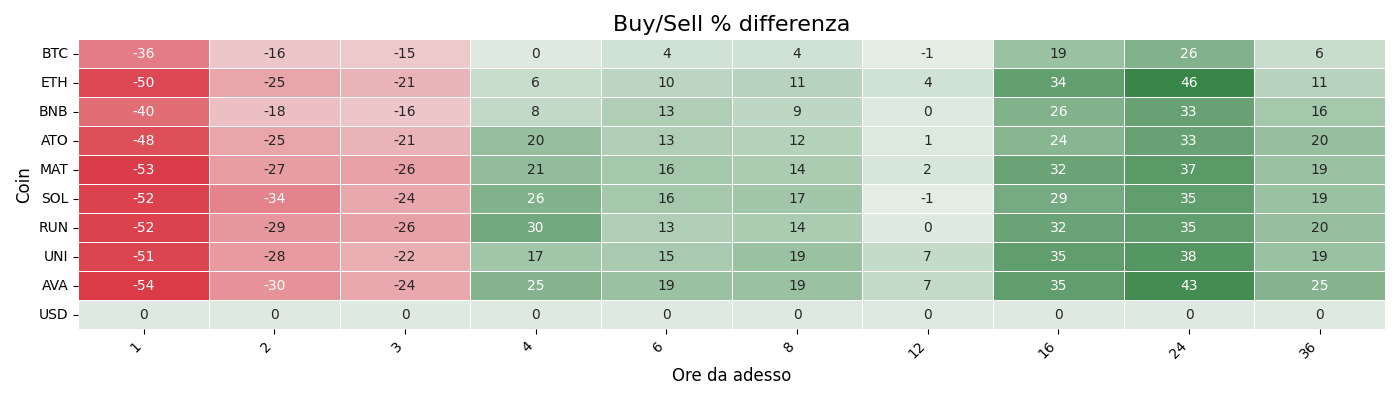 Buy/Sell % differenza
Coin
BTC -36 -16 -15 0 4 4 -1 19 26 6
ETH -50 -25 -21 6 10 11 4 34 46 11
BNB -40 -18 -16 8 13 9 0 26 33 16
ATO -48 -25 -21 20 13 12 1 24 33 20
MAT -53 -27 -26 21 16 14 2 32 37 19
SOL -52 -34 -24 26 16 17 -1 29 35 19
RUN -52 -29 -26 30 13 14 0 32 35 20
UNI -51 -28 -22 17 15 19 7 35 38 19
AVA -54 -30 -24 25 19 19 7 35 43 25
USD 0 0 0 0 0 0 0 0 0 0
1 2 3 4 6 8 12 16 24 36
Ore da adesso